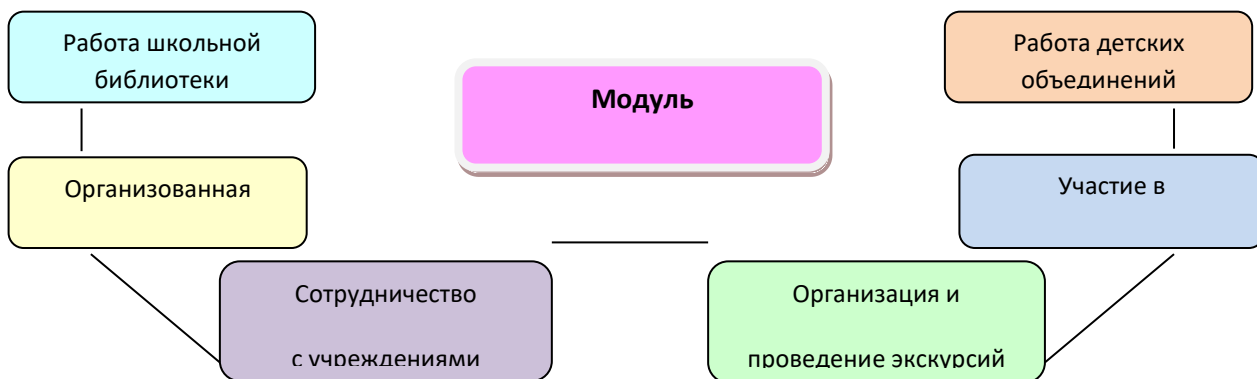 Работа школьной
библиотеки
Модуль
Работа детских
объединений
Организованная
Участие в
Сотрудничество
с учреждениями
Организация и
проведение экскурсий